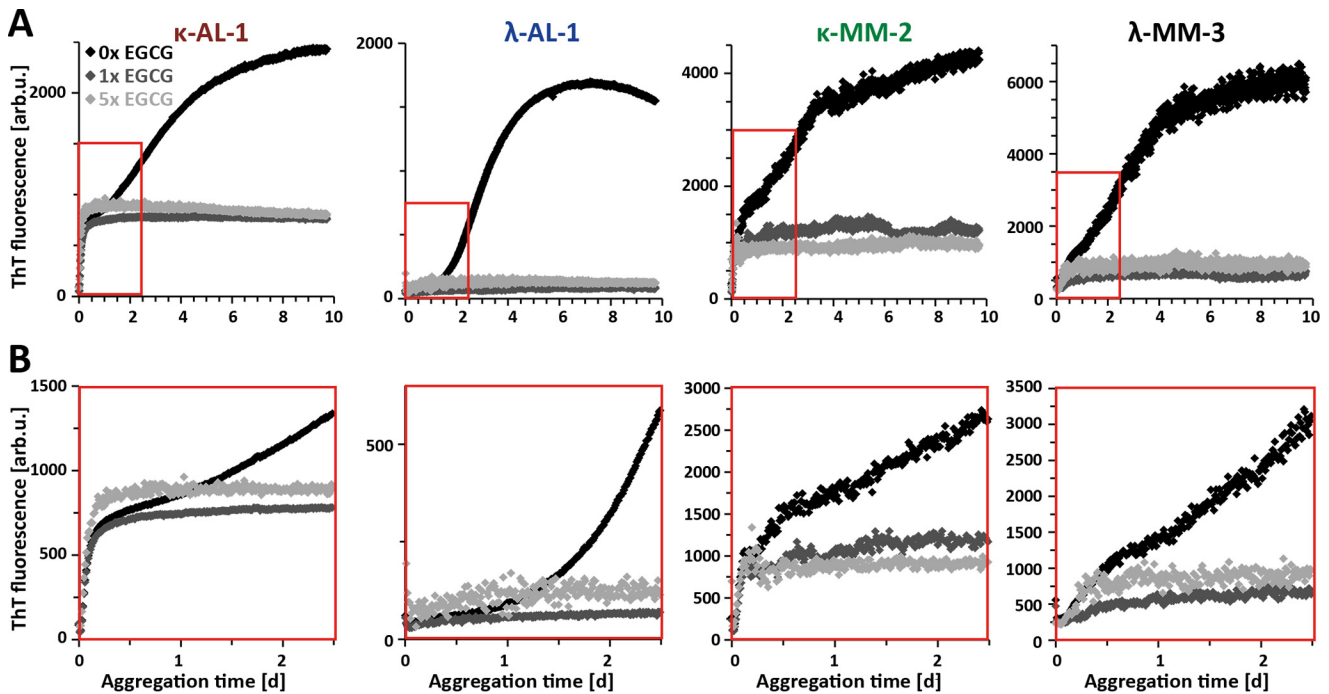 A
κ-AL-1
λ-AL-1
κ-MM-2
λ-MM-3
ThT fluorescence [arb.u.]
2000
0
0x EGCG
1x EGCG
5x EGCG
0 2 4 6 8 10
2000
1000
0
0 2 4 6 8 10
4000
2000
0
0 2 4 6 8 10
6000
4000
2000
0
0 2 4 6 8 10
B
ThT fluorescence [arb.u.]
1500
1000
500
0
0 1 2
Aggregation time [d]
500
0
0 1 2
Aggregation time [d]
3000
2500
2000
1500
1000
500
0
0 1 2
Aggregation time [d]
3500
3000
2500
2000
1500
1000
500
0
0 1 2
Aggregation time [d]